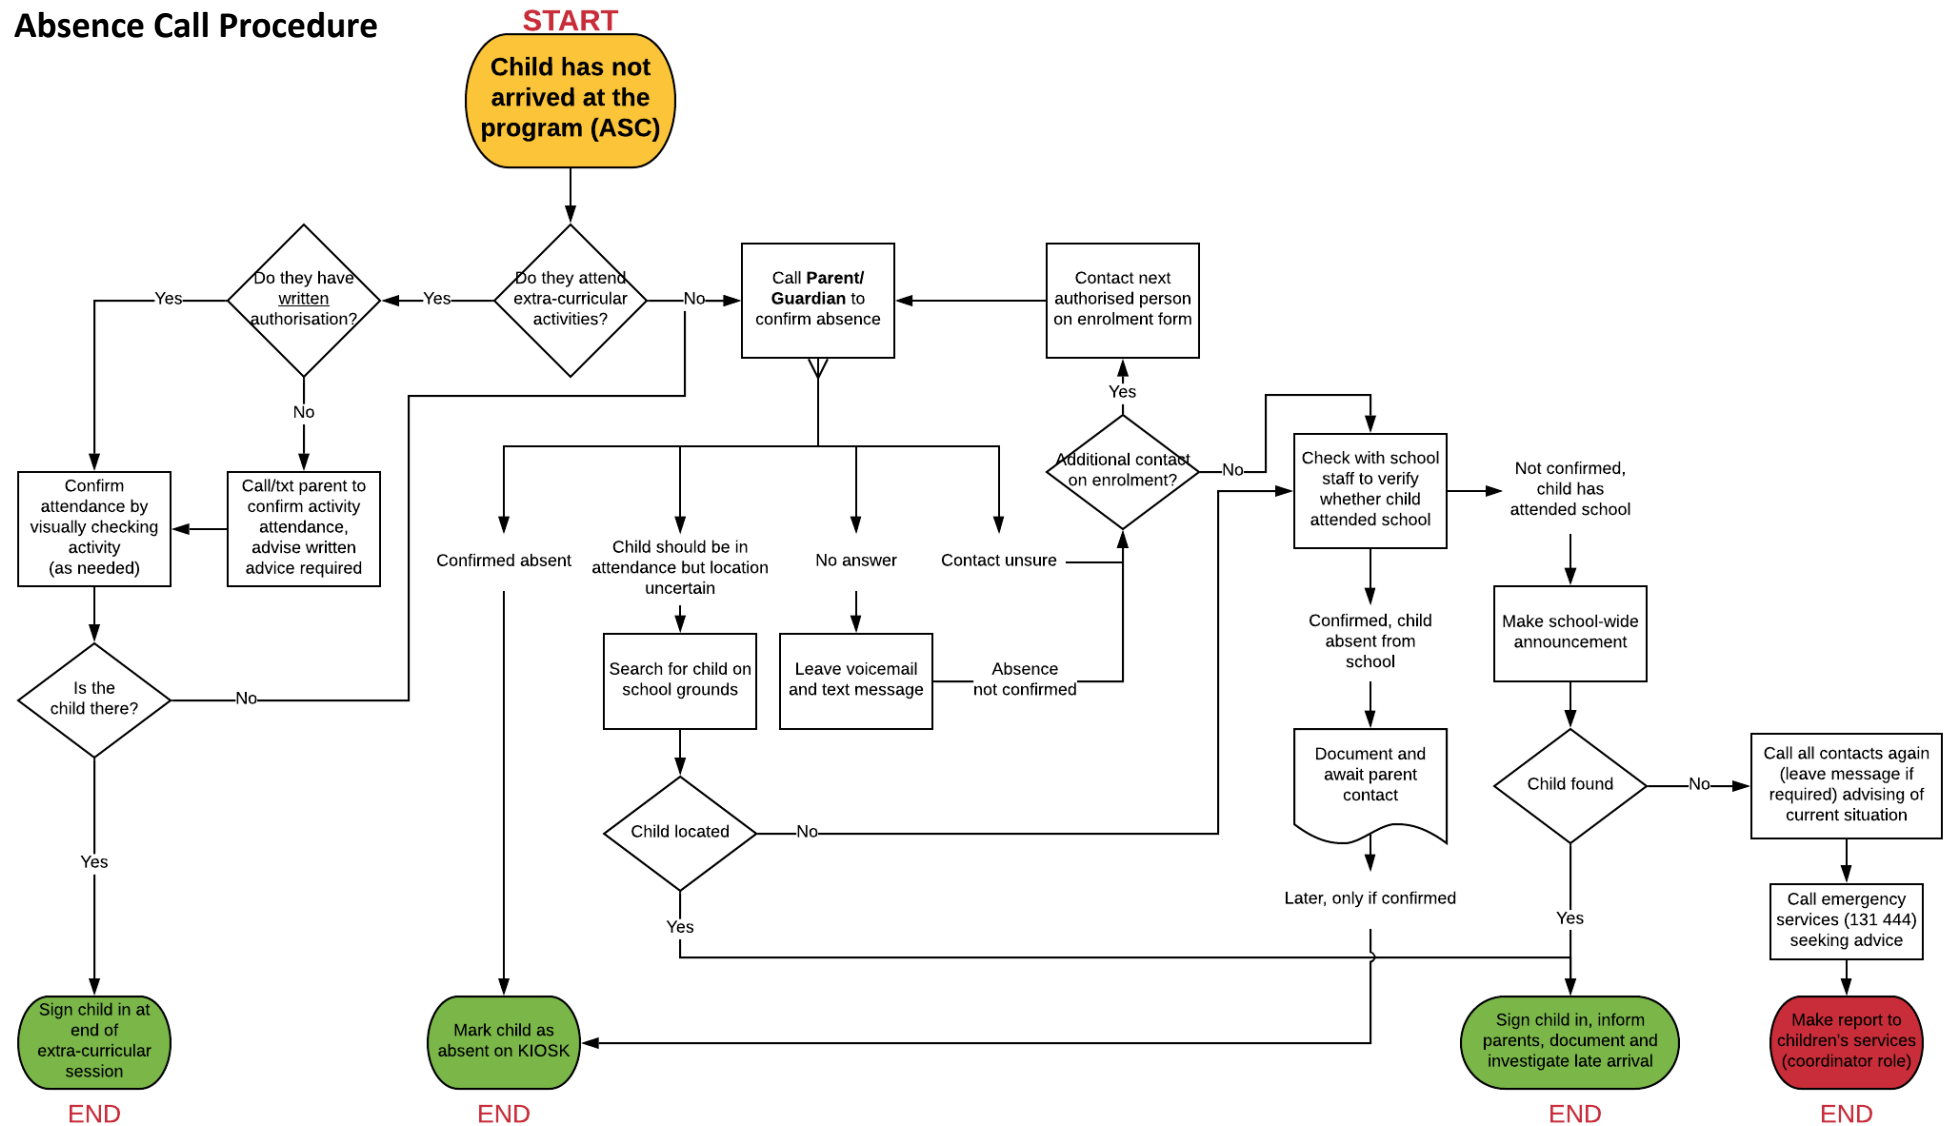 Absence Call Procedure
START
Child has not
arrived at the
program (ASC)
Do they have
written
authorisation?
Yes
Yes
Do they attend
extra-curricular
activities?
No
Call Parent/
Guardian to
confirm absence
Contact next
authorised person
on enrolment form
No
Yes
Confirm
attendance by
visually checking
activity
(as needed)
Call/txt parent to
confirm activity
attendance,
advise written
advice required
Additional contact
on enrolment?
No
Check with school
staff to verify
whether child
attended school
Not confirmed,
child has
attended school
Confirmed absent
Child should be in
attendance but location
uncertain
No answer
Contact unsure
Is the
child there?
No
Search for child on
school grounds
Leave voicemail
and text message
Absence
not confirmed
Confirmed, child
absent from
school
Make school-wide
announcement
Child located
No
Document and
await parent
contact
Child found
No
Call all contacts again
(leave message if
required) advising of
current situation
Yes
Yes
Later, only if confirmed
Yes
Call emergency
services (131 444)
seeking advice
Sign child in at
end of
extra-curricular
session
Mark child as
absent on KIOSK
Sign child in, inform
parents, document and
investigate late arrival
Make report to
children's services
(coordinator role)
END
END
END
END